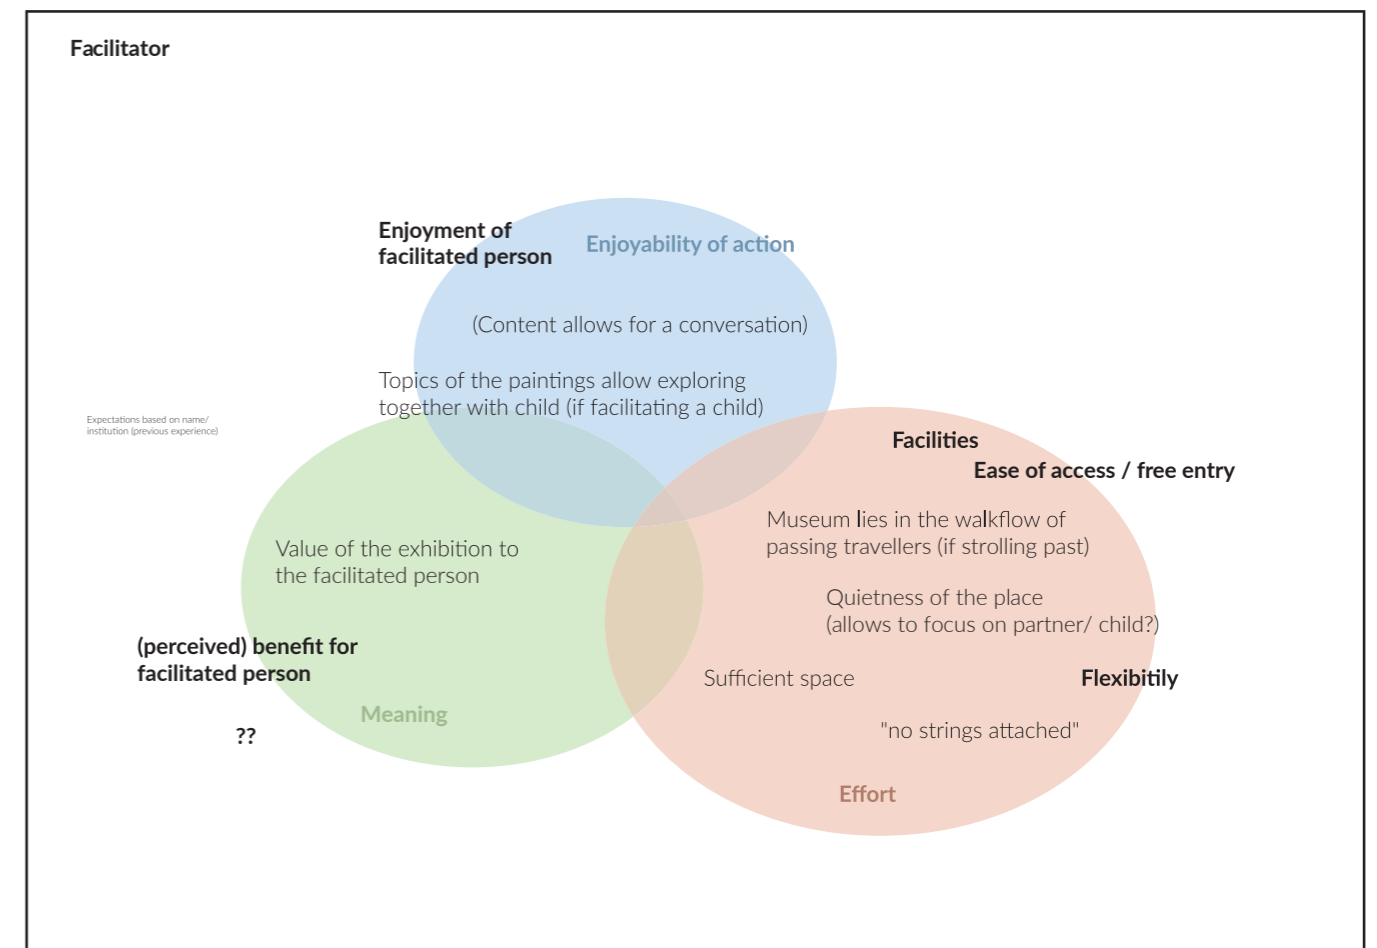 Facilitator
Enjoyment of
facilitated person
Enjoyability of action
(Content allows for a conversation)
Topics of the paintings allow exploring
together with child (if facilitating a child)
Expectations based on name/
institution (previous experience)
Facilities
Ease of access / free entry
Museum lies in the walkflow of
passing travellers (if strolling past)
Value of the exhibition to
the facilitated person
Quietness of the place
(allows to focus on partner/ child?)
(perceived) benefit for
facilitated person
Sufficient space
Flexibitily
Meaning
??
"no strings attached"
Effort